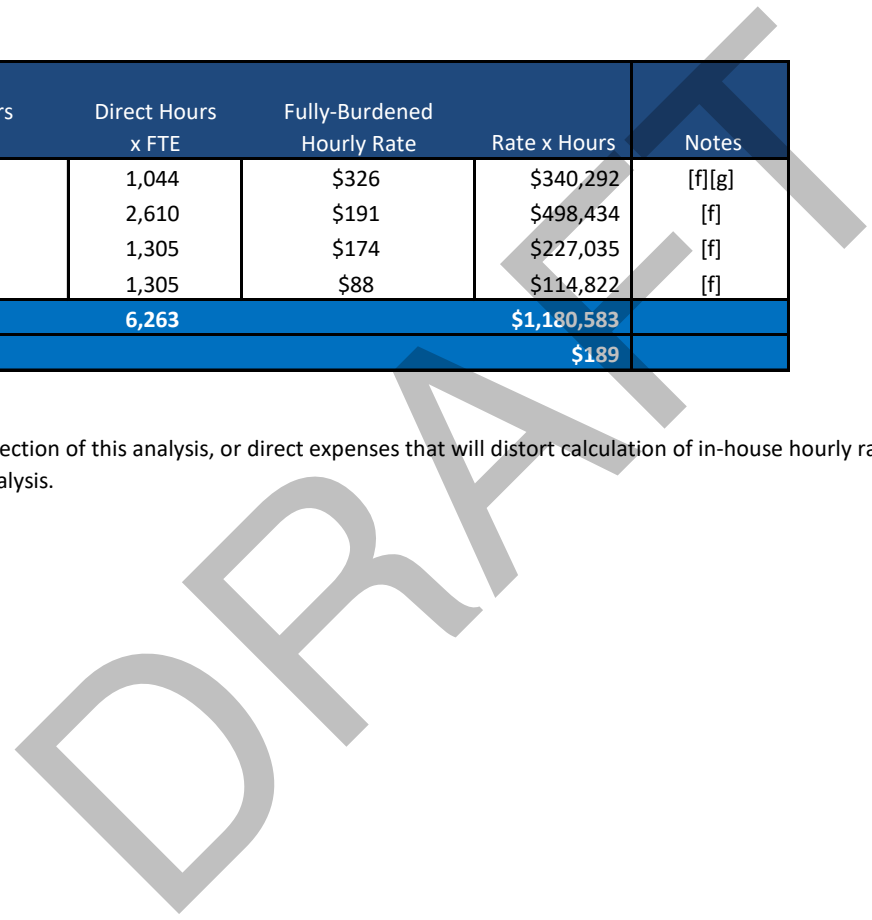 rs Direct Hours Fully-Burdened
x FTE Hourly Rate Rate x Hours Notes
1,044 $326 $340,292 [f][g]
2,610 $191 $498,434 [f]
1,305 $174 $227,035 [f]
1,305 $88 $114,822 [f]
6,263 $1,180,583
$189
ection of this analysis, or direct expenses that will distort calculation of in-house hourly ra
alysis.
DRAFT